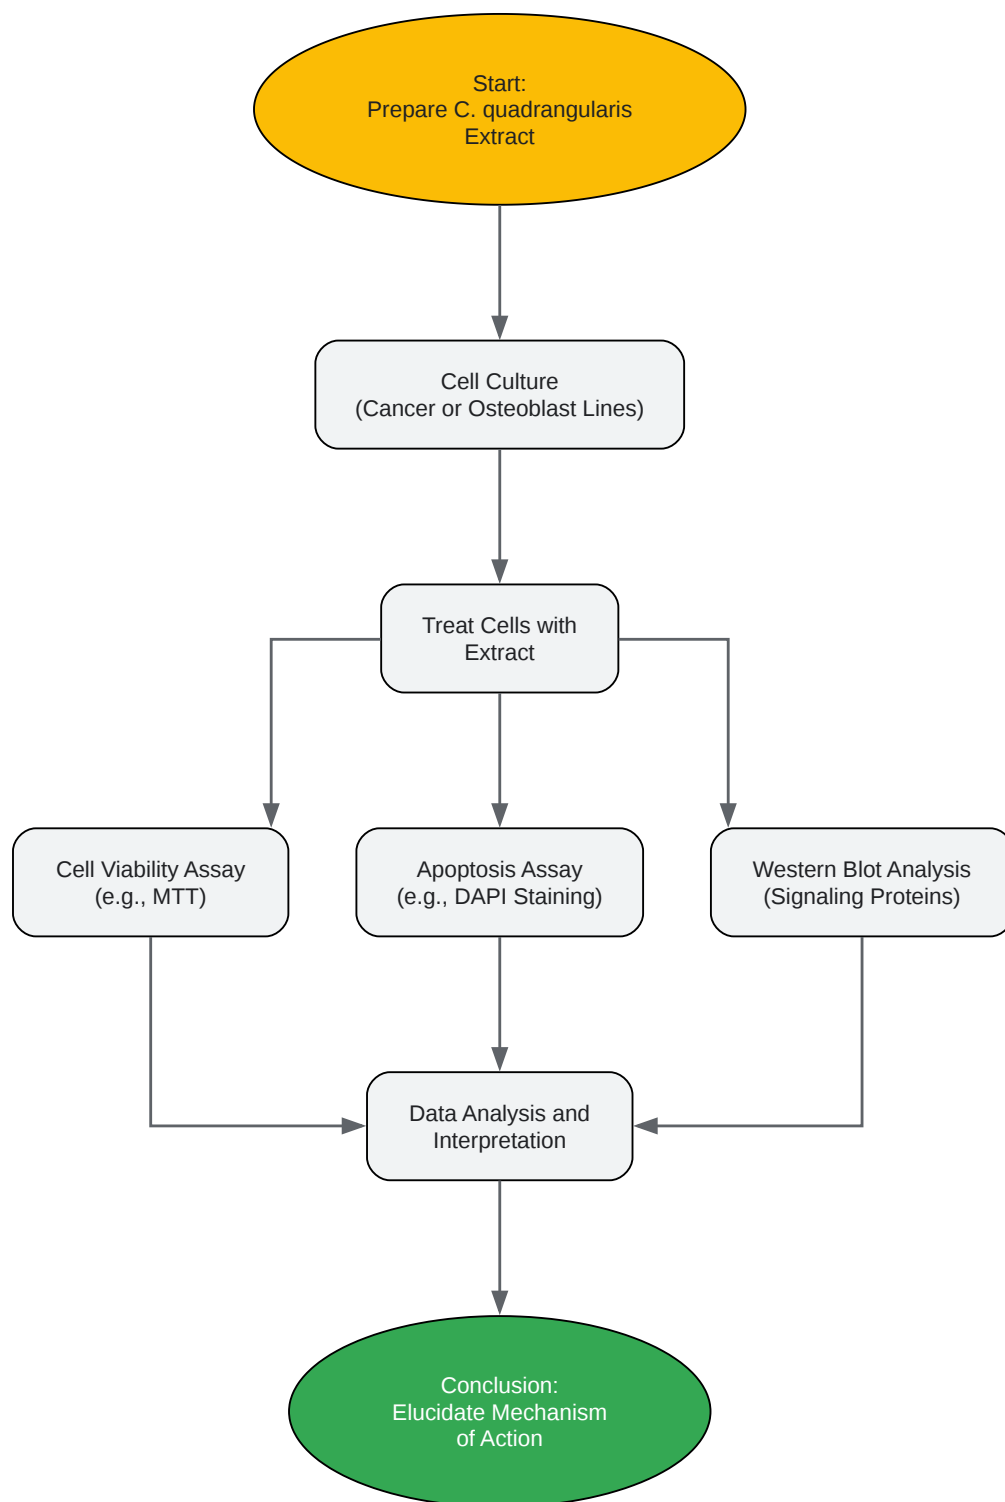 Start:
Prepare C. quadrangularis
Extract
Cell Culture
(Cancer or Osteoblast Lines)
Treat Cells with
Extract
Cell Viability Assay
(e.g., MTT)
Apoptosis Assay
(e.g., DAPI Staining)
Western Blot Analysis
(Signaling Proteins)
Data Analysis and
Interpretation
Conclusion:
Elucidate Mechanism
of Action